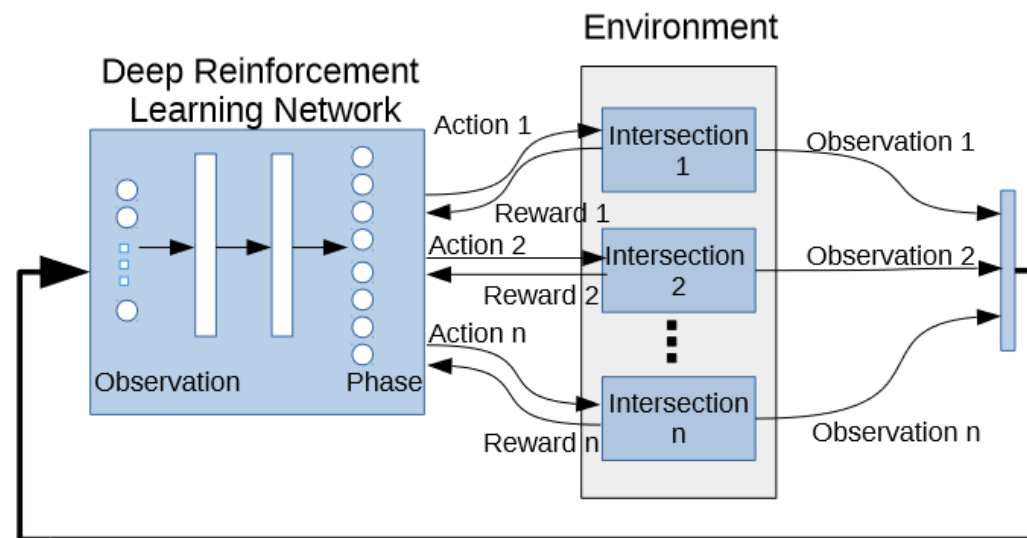 Environment
Deep Reinforcement
Learning Network
Action 1
Intersection
1
Observation 1
Reward 1
Action 2
Intersection
2
Observation 2
Reward 2
Action n
Observation
Phase
Intersection
n
Reward n
Observation n